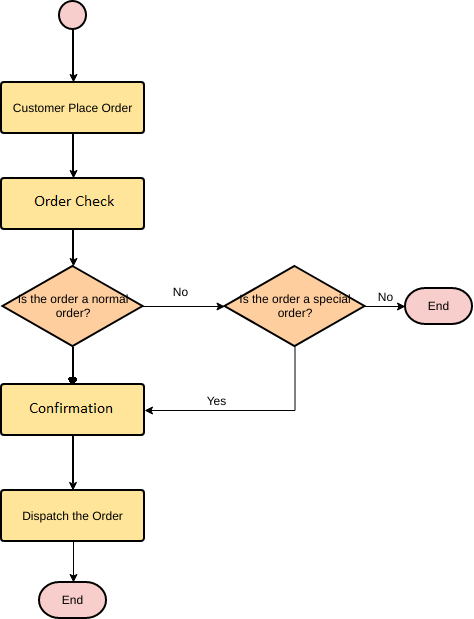 Customer Place Order
Order Check
Is the order a normal
order?
No
Is the order a special
order?
No
End
Yes
Confirmation
Dispatch the Order
End